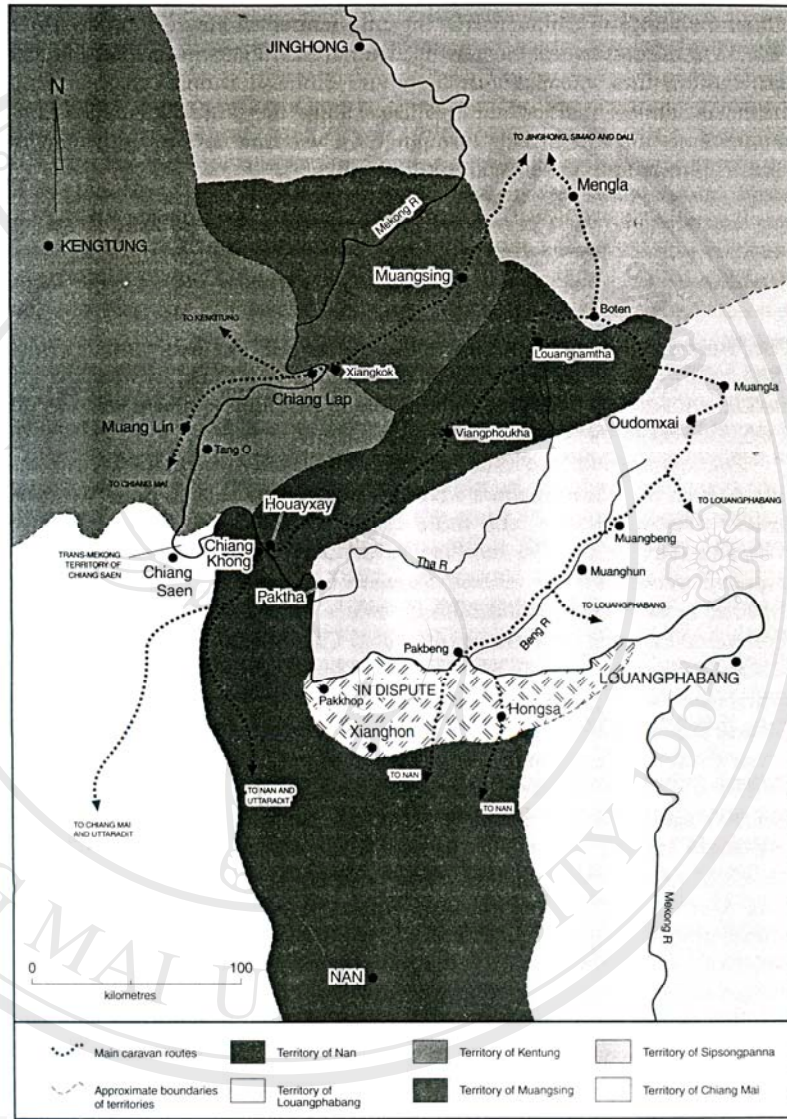 JINGHONG
N
TO JINGHONG, SIMAO AND DALI
Mengla
Mekong R
KENGTUNG
Muangsing
TO KENGTUNG
Boten
Louangnamtha
Xiangkok
Chiang Lap
Muangla
Muang Lin
Viangphoukha
Oudomxai
Tang O
TO CHIANG MAI
TO LOUANGPHABANG
Houayxay
Muangbeng
TRANS-MEKONG
TERRITORY OF
CHIANG SAEN
Chiang
Khong
Chiang
Saen
Tha R
Muanghun
Paktha
TO LOUANGPHABANG
Beng R
Pakbeng
LOUANGPHABANG
IN DISPUTE
Pakkhop
Hongsa
Xianghon
TO NAN
TO NAN AND
UTTARADIT
TO NAN
TO CHIANG MAI
AND UTTARADIT
Mekong R
NAN
0 100
kilometres
G MAI U
ITY 1964
Main caravan routes
Territory of Nan
Territory of Kentung
Territory of Sipsongpanna
Approximate boundaries
of territories
Territory of
Louangphabang
Territory of Muangsing
Territory of Chiang Mai